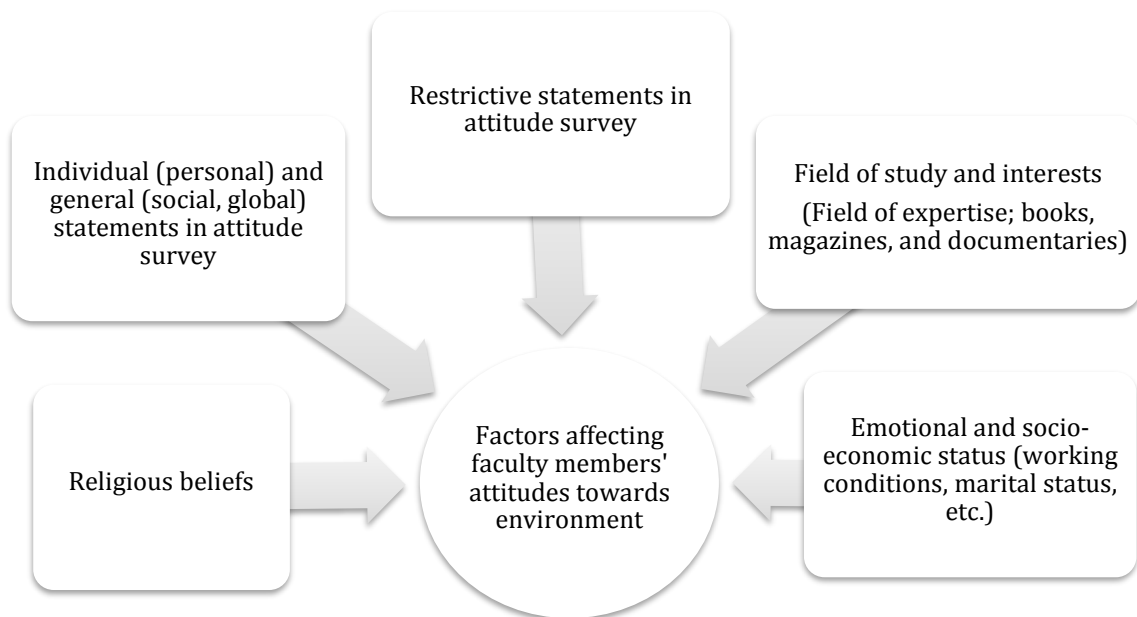 Restrictive statements in
attitude survey
Individual (personal) and
general (social, global)
statements in attitude
survey
Field of study and interests
(Field of expertise; books,
magazines, and documentaries)
Religious beliefs
Factors affecting
faculty members'
attitudes towards
environment
Emotional and socio-
economic status (working
conditions, marital status,
etc.)